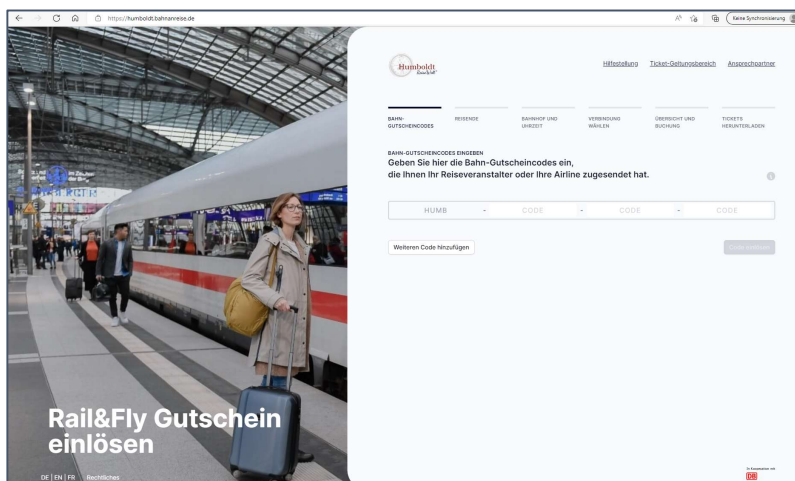 https://humboldt.bahnanreise.de
Keine Synchronisierung
Humboldt
Hilfestellung
Ticket-Geltungsbereich
Ansprechpartner
BAHN-
GUTSCHEINCODES
REISENDE
BAHNHOF UND
UHRZEIT
VERBINDUNG
WÄHLEN
ÜBERSICHT UND
BUCHUNG
TICKETS
HERUNTERLADEN
BAHN-GUTSCHEINCODES EINGEBEN
Geben Sie hier die Bahn-Gutscheincodes ein,
die Ihnen Ihr Reiseveranstalter oder Ihre Airline zugesendet hat.
HUMB - CODE - CODE - CODE
Weiteren Code hinzufügen
Rail&Fly Gutschein
einlösen
DE | EN | FR Rechtliches
DB